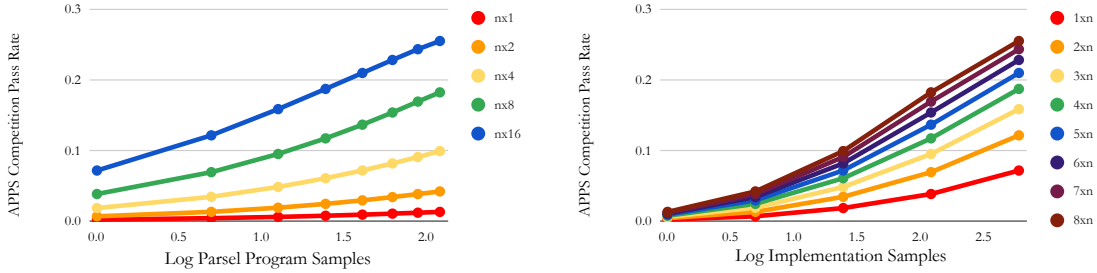 APPS Competition Pass Rate
0.3
0.2
0.1
0.0
0.0 0.5 1.0 1.5 2.0
Log Parsel Program Samples
nx1
nx2
nx4
nx8
nx16
APPS Competition Pass Rate
0.3
0.2
0.1
0.0
0.0 0.5 1.0 1.5 2.0 2.5
Log Implementation Samples
1xn
2xn
3xn
4xn
5xn
6xn
7xn
8xn